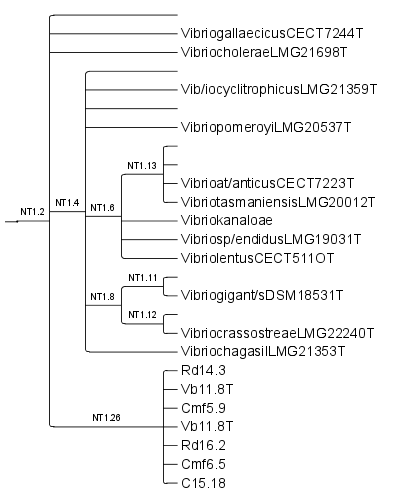 VibriogallaecicusCECT7244T
VibriocholeraeLMG21698T
Vib/iocyclitrophicusLMG21359T
VibriopomeroyiLMG20537T
NT1.13
Vibrioat/anticusCECT7223T
VibriotasmaniensisLMG20012T
NT1.2
NT1.4
NT1.6
Vibriokanaloae
Vibriosp/endidusLMG19031T
VibriolentusCECT511OT
NT1.11
NT1.8
Vibriogigant/sDSM18531T
NT1.12
VibriocrassostreaeLMG22240T
VibriochagasilLMG21353T
Rd14.3
Vb11.8T
Cmf5.9
NT1.26
Vb11.8T
Rd16.2
Cmf6.5
C15.18